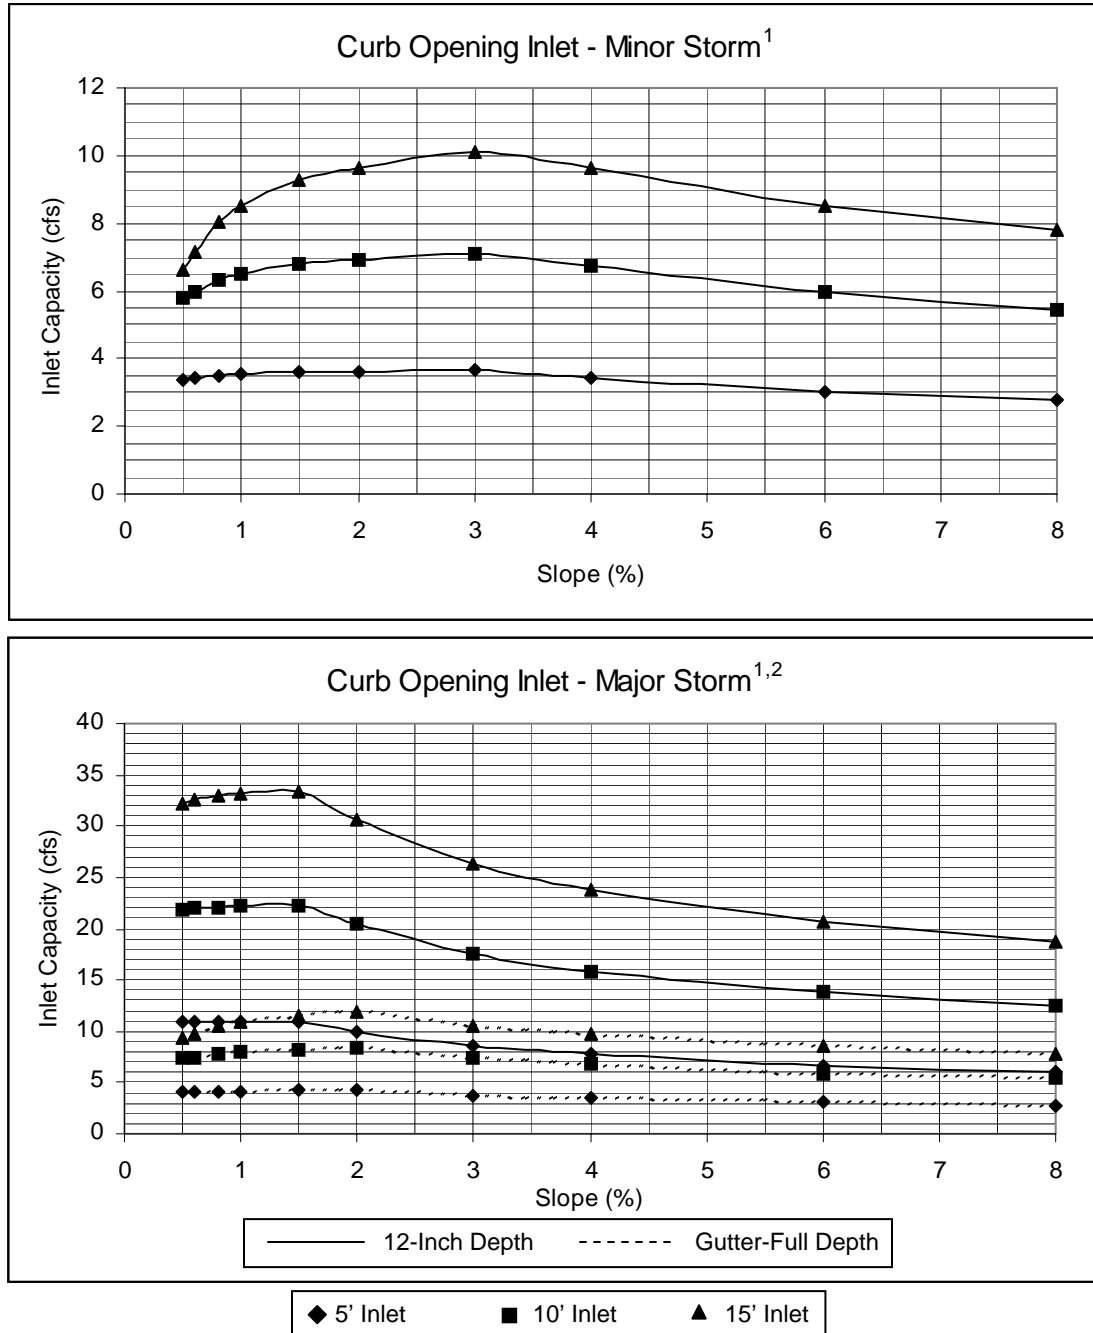 Curb Opening Inlet - Minor Storm¹
12
10
8
6
4
2
0
Inlet Capacity (cfs)
0 1 2 3 4 5 6 7 8
Slope (%)
Curb Opening Inlet - Major Storm¹,²
40
35
30
25
20
15
10
5
0
Inlet Capacity (cfs)
0 1 2 3 4 5 6 7 8
Slope (%)
12-Inch Depth Gutter-Full Depth
5' Inlet 10' Inlet 15' Inlet